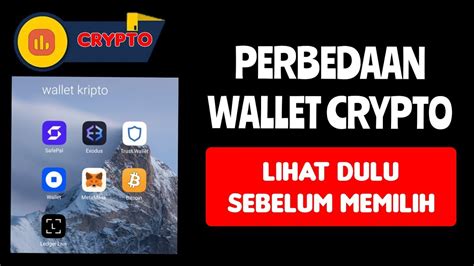 CRYPTO
PERBEDAAN
WALLET CRYPTO
LIHAT DULU
SEBELUM MEMILIH
wallet kripto
SafePal
Exodus
Trust Wallet
Wallet
MetaMask
Bitcoin
Ledger Live